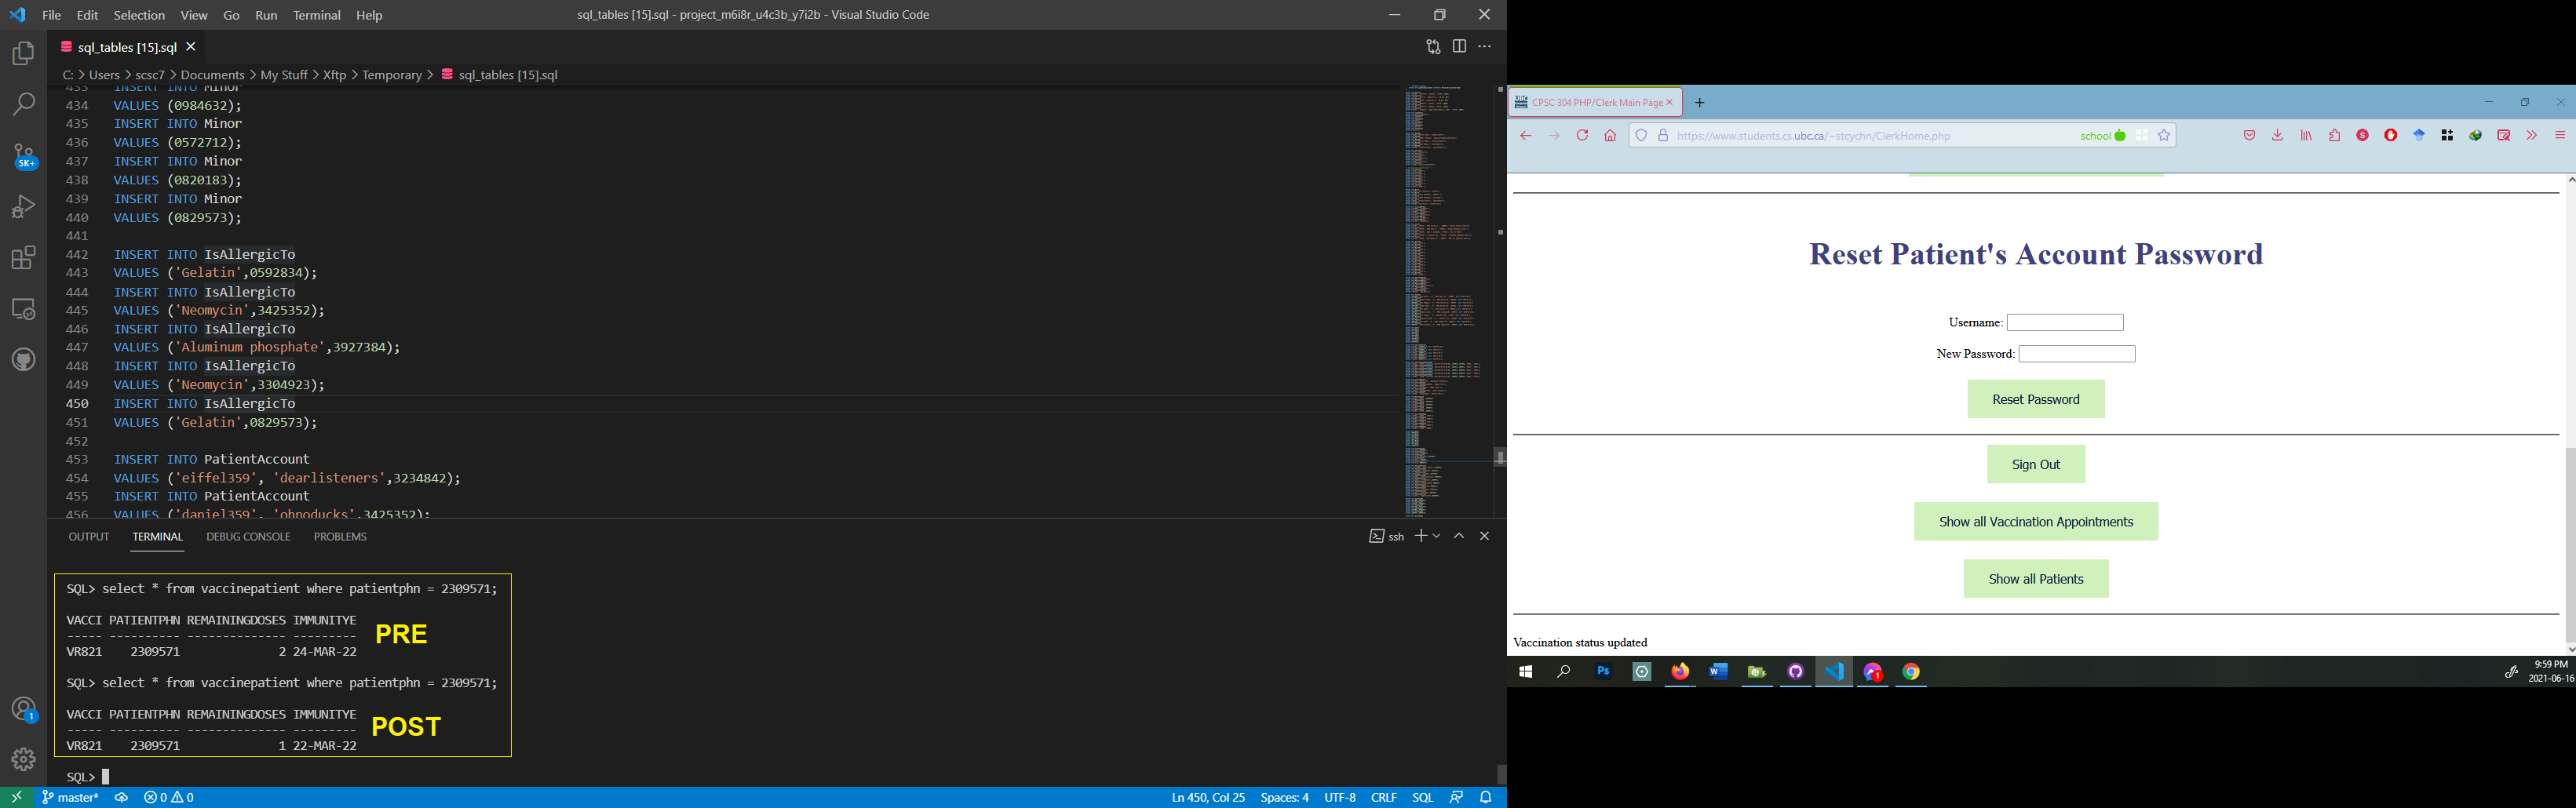 File Edit Selection View Go Run Terminal Help
sql_tables [15].sql - project_m6i8r_u4c3b_y7i2b - Visual Studio Code
sql_tables [15].sql
C: > Users > scsc7 > Documents > My Stuff > Xftp > Temporary > sql_tables [15].sql
433 INSERT INTO Minor
434 VALUES (0984632);
435 INSERT INTO Minor
436 VALUES (0572712);
437 INSERT INTO Minor
438 VALUES (0820183);
439 INSERT INTO Minor
440 VALUES (0829573);
441
442 INSERT INTO IsAllergicTo
443 VALUES ('Gelatin',0592834);
444 INSERT INTO IsAllergicTo
445 VALUES ('Neomycin',3425352);
446 INSERT INTO IsAllergicTo
447 VALUES ('Aluminum phosphate',3927384);
448 INSERT INTO IsAllergicTo
449 VALUES ('Neomycin',3304923);
450 INSERT INTO IsAllergicTo
451 VALUES ('Gelatin',0829573);
452
453 INSERT INTO PatientAccount
454 VALUES ('eiffel359', 'dearlisteners',3234842);
455 INSERT INTO PatientAccount
456 VALUES ('daniel359', 'ohnoducks',3425352);
5K+
1
OUTPUT TERMINAL DEBUG CONSOLE PROBLEMS
ssh
SQL> select * from vaccinepatient where patientphn = 2309571;
VACCI PATIENTPHN REMAININGDOSES IMMUNITYE
----- ---------- -------------- ---------
VR821 2309571 2 24-MAR-22
PRE
SQL> select * from vaccinepatient where patientphn = 2309571;
VACCI PATIENTPHN REMAININGDOSES IMMUNITYE
----- ---------- -------------- ---------
VR821 2309571 1 22-MAR-22
POST
SQL>
master* 0 0
Ln 450, Col 25 Spaces: 4 UTF-8 CRLF SQL
UBC CPSC 304 PHP/Clerk Main Page
https://www.students.cs.ubc.ca/~stcychn/ClerkHome.php
school
S
Reset Patient's Account Password
Username:
New Password:
Reset Password
Sign Out
Show all Vaccination Appointments
Show all Patients
Vaccination status updated
Ps
W
1
9:59 PM
2021-06-16